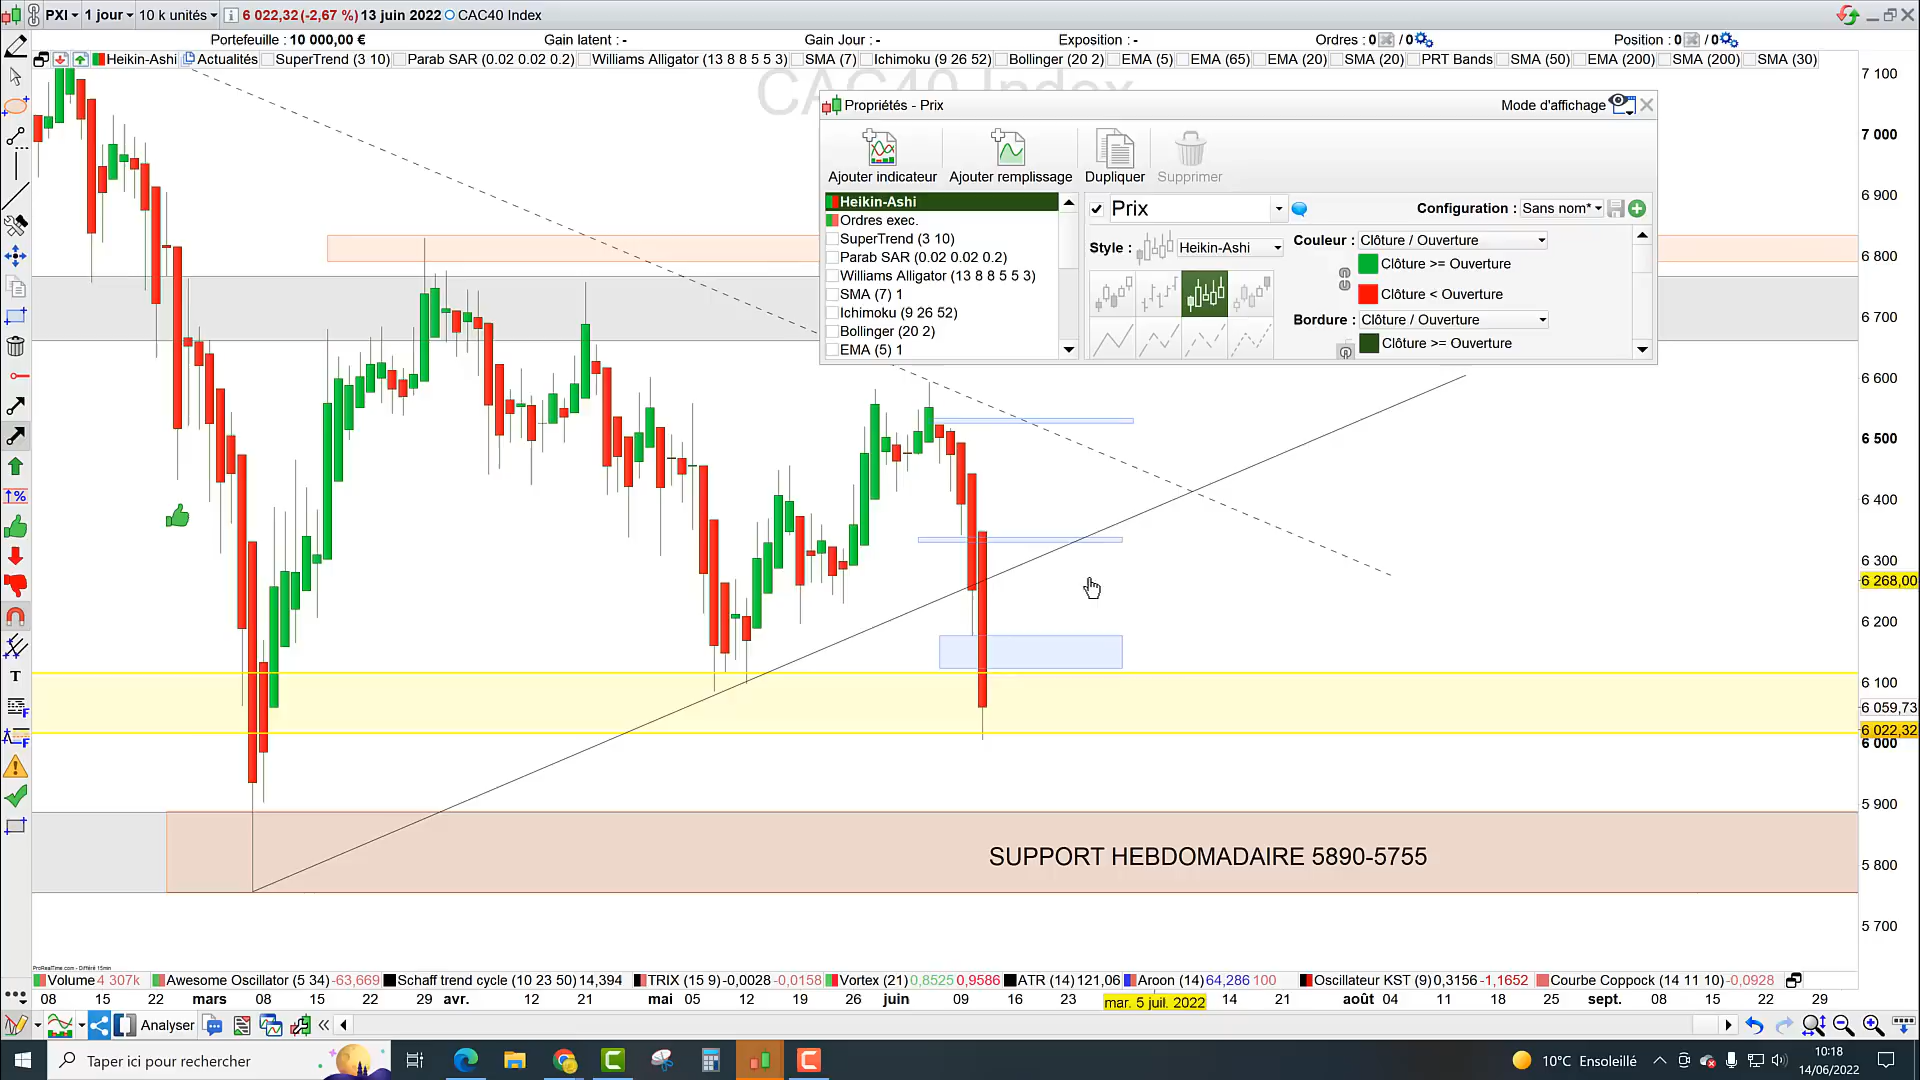 PXI 1 jour 10 k unités 6 022,32 (-2,67 %) 13 juin 2022 CAC40 Index
Portefeuille : 10 000,00 € Gain latent : - Gain Jour : - Exposition : - Ordres : 0 / 0 Position : 0 / 0
Heikin-Ashi Actualités SuperTrend (3 10) Parab SAR (0.02 0.02 0.2) Williams Alligator (13 8 8 5 5 3) SMA (7) Ichimoku (9 26 52) Bollinger (20 2) EMA (5) EMA (65) EMA (20) SMA (20) PRT Bands SMA (50) EMA (200) SMA (200) SMA (30)
CAC40 Index
Propriétés - Prix Mode d'affichage
Ajouter indicateur Ajouter remplissage Dupliquer Supprimer
Heikin-Ashi
Ordres exec.
SuperTrend (3 10)
Parab SAR (0.02 0.02 0.2)
Williams Alligator (13 8 8 5 5 3)
SMA (7) 1
Ichimoku (9 26 52)
Bollinger (20 2)
EMA (5) 1
Prix Configuration : Sans nom*
Style : Heikin-Ashi Couleur : Clôture / Ouverture
Clôture >= Ouverture
Clôture < Ouverture
Bordure : Clôture / Ouverture
Clôture >= Ouverture
7 100
7 000
6 900
6 800
6 700
6 600
6 500
6 400
6 300
6 268,00
6 200
6 100
6 059,73
6 022,32
6 000
5 900
5 800
5 700
SUPPORT HEBDOMADAIRE 5890-5755
ProRealTime.com - Différé 15min
Volume 4 307k Awesome Oscillator (5 34) -63,669 Schaff trend cycle (10 23 50) 14,394 TRIX (15 9) -0,0028 -0,0158 Vortex (21) 0,8525 0,9586 ATR (14) 121,06 Aroon (14) 64,286 100 Oscillateur KST (9) 0,3156 -1,1652 Courbe Coppock (14 11 10) -0,0928
08 15 22 mars 08 15 22 29 avr. 12 21 mai 05 12 19 26 juin 09 16 23 mar. 5 juil. 2022 14 21 août 04 11 18 25 sept. 08 15 22 29
Analyser
Taper ici pour rechercher
10°C Ensoleillé
10:18
14/06/2022